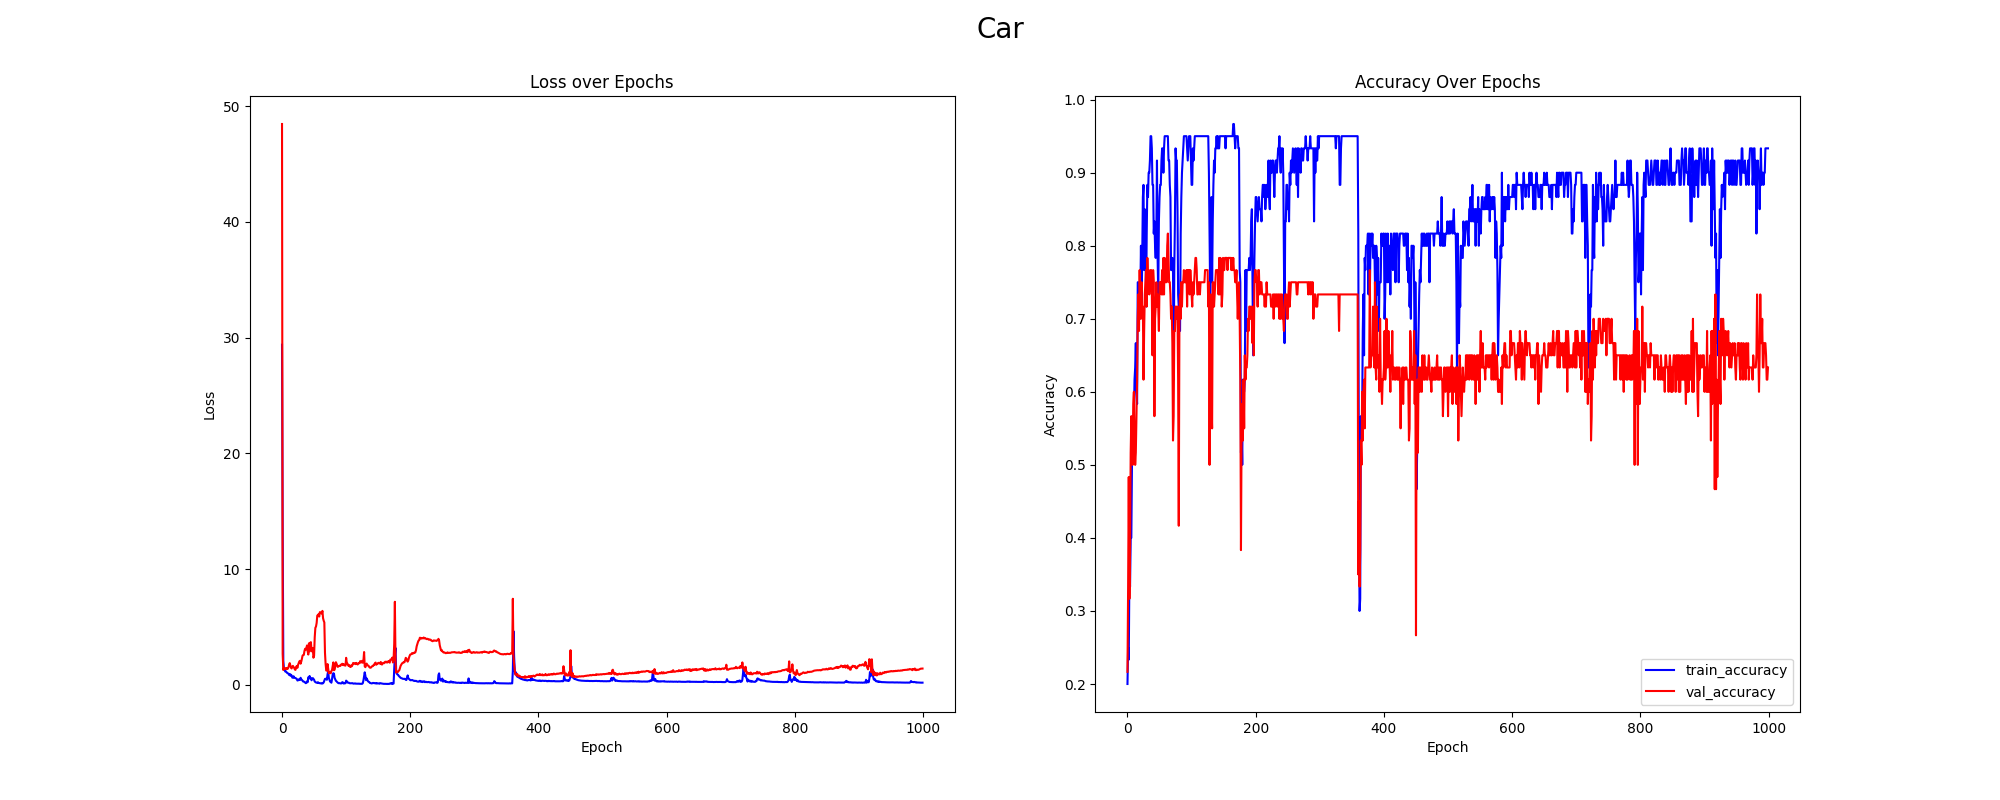 Car
Loss over Epochs
50
40
30
20
10
0
Loss
0 200 400 600 800 1000
Epoch
Accuracy Over Epochs
1.0
0.9
0.8
0.7
0.6
0.5
0.4
0.3
0.2
Accuracy
train_accuracy
val_accuracy
0 200 400 600 800 1000
Epoch